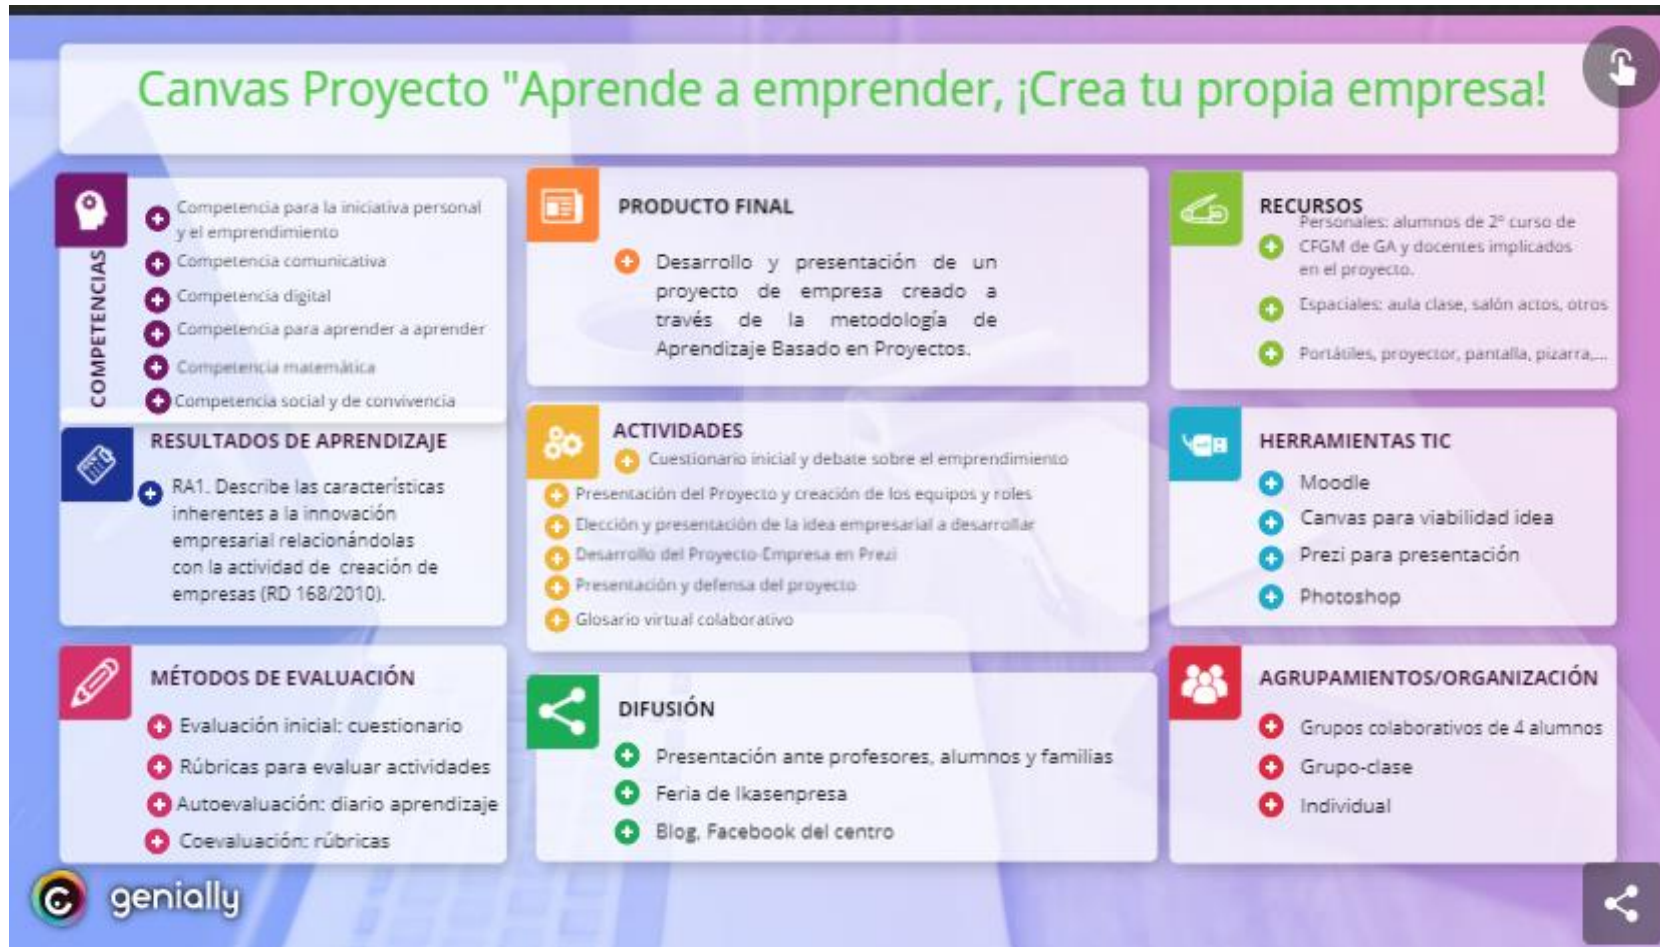 Canvas Proyecto "Aprende a emprender, ¡Crea tu propia empresa!
COMPETENCIAS
Competencia para la iniciativa personal
y el emprendimiento
Competencia comunicativa
Competencia digital
Competencia para aprender a aprender
Competencia matemática
Competencia social y de convivencia
PRODUCTO FINAL
Desarrollo y presentación de un
proyecto de empresa creado a
través de la metodología de
Aprendizaje Basado en Proyectos.
RECURSOS
Personales: alumnos de 2º curso de
CFGM de GA y docentes implicados
en el proyecto.
Espaciales: aula clase, salón actos, otros
Portátiles, proyector, pantalla, pizarra,...
RESULTADOS DE APRENDIZAJE
RA1. Describe las características
inherentes a la innovación
empresarial relacionándolas
con la actividad de creación de
empresas (RD 168/2010).
ACTIVIDADES
Cuestionario inicial y debate sobre el emprendimiento
Presentación del Proyecto y creación de los equipos y roles
Elección y presentación de la idea empresarial a desarrollar
Desarrollo del Proyecto-Empresa en Prezi
Presentación y defensa del proyecto
Glosario virtual colaborativo
HERRAMIENTAS TIC
Moodle
Canvas para viabilidad idea
Prezi para presentación
Photoshop
MÉTODOS DE EVALUACIÓN
Evaluación inicial: cuestionario
Rúbricas para evaluar actividades
Autoevaluación: diario aprendizaje
Coevaluación: rúbricas
DIFUSIÓN
Presentación ante profesores, alumnos y familias
Feria de Ikasenpresa
Blog, Facebook del centro
AGRUPAMIENTOS/ORGANIZACIÓN
Grupos colaborativos de 4 alumnos
Grupo-clase
Individual
genially